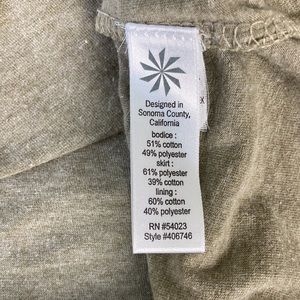 Designed in
Sonoma County,
California
bodice :
51% cotton
49% polyester
skirt :
61% polyester
39% cotton
lining :
60% cotton
40% polyester
RN #54023
Style #406746